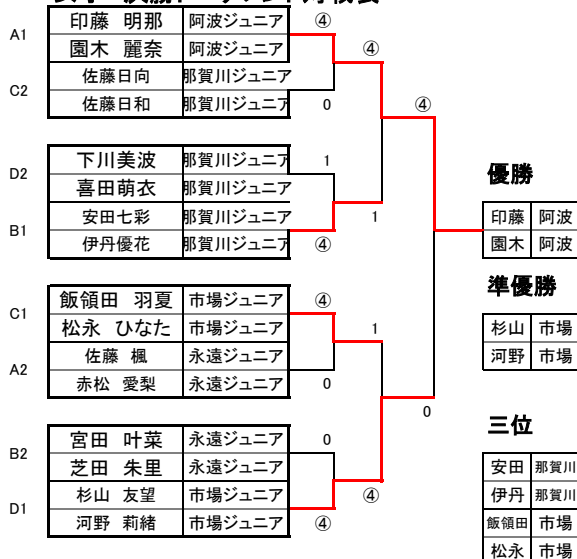 A1 印藤 明那 阿波ジュニア ④
園木 麗奈 阿波ジュニア ④
C2 佐藤日向 那賀川ジュニア
佐藤日和 那賀川ジュニア 0 ④
D2 下川美波 那賀川ジュニア 1
喜田萌衣 那賀川ジュニア
B1 安田七彩 那賀川ジュニア 1
伊丹優花 那賀川ジュニア ④
C1 飯領田 羽夏 市場ジュニア ④
松永 ひなた 市場ジュニア 1
A2 佐藤 楓 永遠ジュニア
赤松 愛梨 永遠ジュニア 0
0
B2 宮田 叶菜 永遠ジュニア 0
芝田 朱里 永遠ジュニア
D1 杉山 友望 市場ジュニア ④
河野 莉緒 市場ジュニア ④
優勝
印藤 阿波
園木 阿波
準優勝
杉山 市場
河野 市場
三位
安田 那賀川
伊丹 那賀川
飯領田 市場
松永 市場